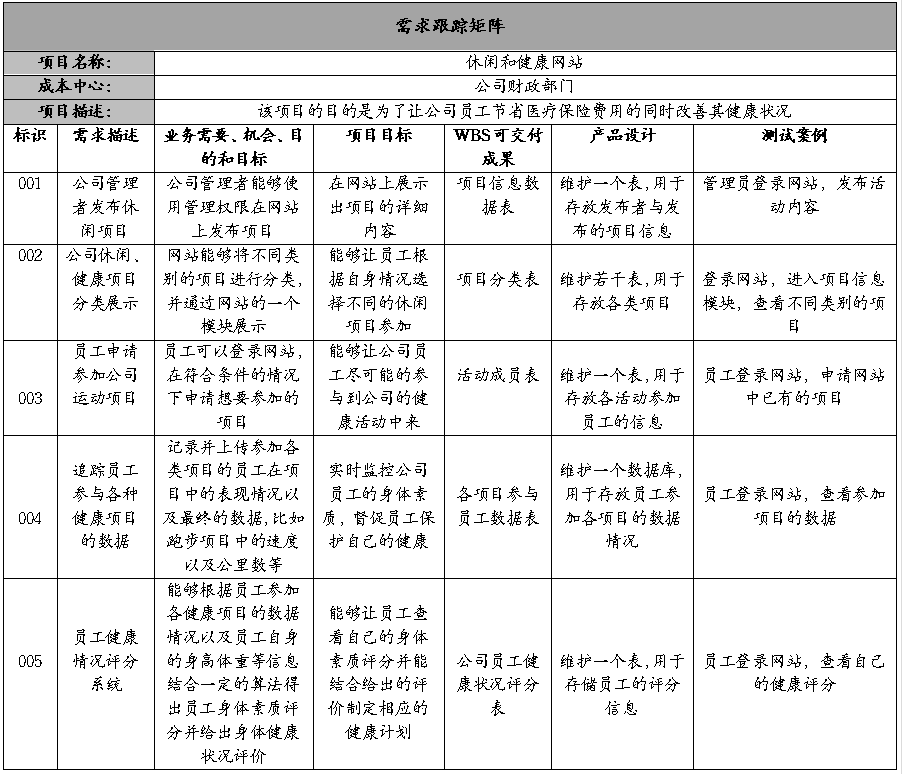 需求跟踪矩阵
项目名称：
休闲和健康网站
成本中心：
公司财政部门
项目描述：
该项目的目的是为了让公司员工节省医疗保险费用的同时改善其健康状况
标识
需求描述
业务需要、机会、目
的和目标
项目目标
WBS可交付
成果
产品设计
测试案例
001
公司管理
者发布休
闲项目
公司管理者能够使
用管理权限在网站
上发布项目
在网站上展示
出项目的详细
内容
项目信息数
据表
维护一个表，用于
存放发布者与发
布的项目信息
管理员登录网站，发布活
动内容
002
公司休闲、
健康项目
分类展示
网站能够将不同类
别的项目进行分类，
并通过网站的一个
模块展示
能够让员工根
据自身情况选
择不同的休闲
项目参加
项目分类表
维护若干表，用于
存放各类项目
登录网站，进入项目信息
模块，查看不同类别的项
目
003
员工申请
参加公司
运动项目
员工可以登录网站，
在符合条件的情况
下申请想要参加的
项目
能够让公司员
工尽可能的参
与到公司的健
康活动中来
活动成员表
维护一个表，用于
存放各活动参加
员工的信息
员工登录网站，申请网站
中已有的项目
004
追踪员工
参与各种
健康项目
的数据
记录并上传参加各
类项目的员工在项
目中的表现情况以
及最终的数据，比如
跑步项目中的速度
以及公里数等
实时监控公司
员工的身体素
质，督促员工保
护自己的健康
各项目参与
员工数据表
维护一个数据库，
用于存放员工参
加各项目的数据
情况
员工登录网站，查看参加
项目的数据
005
员工健康
情况评分
系统
能够根据员工参加
各健康项目的数据
情况以及员工自身
的身高体重等信息
结合一定的算法得
出员工身体素质评
分并给出身体健康
状况评价
能够让员工查
看自己的身体
素质评分并能
结合给出的评
价制定相应的
健康计划
公司员工健
康状况评分
表
维护一个表，用于
存储员工的评分
信息
员工登录网站，查看自己
的健康评分